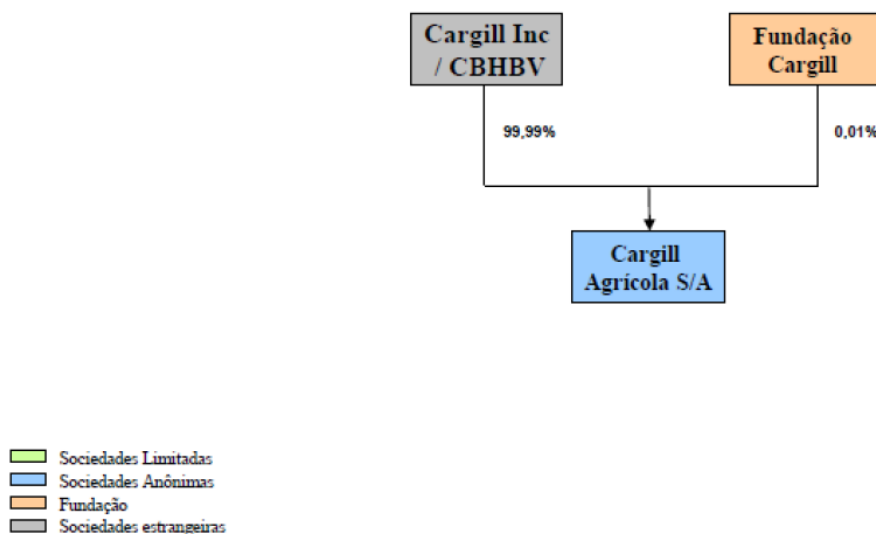 Cargill Inc
/ CBHBV
Fundação
Cargill
99,99%
0,01%
Cargill
Agrícola S/A
Sociedades Limitadas
Sociedades Anônimas
Fundação
Sociedades estrangeiras